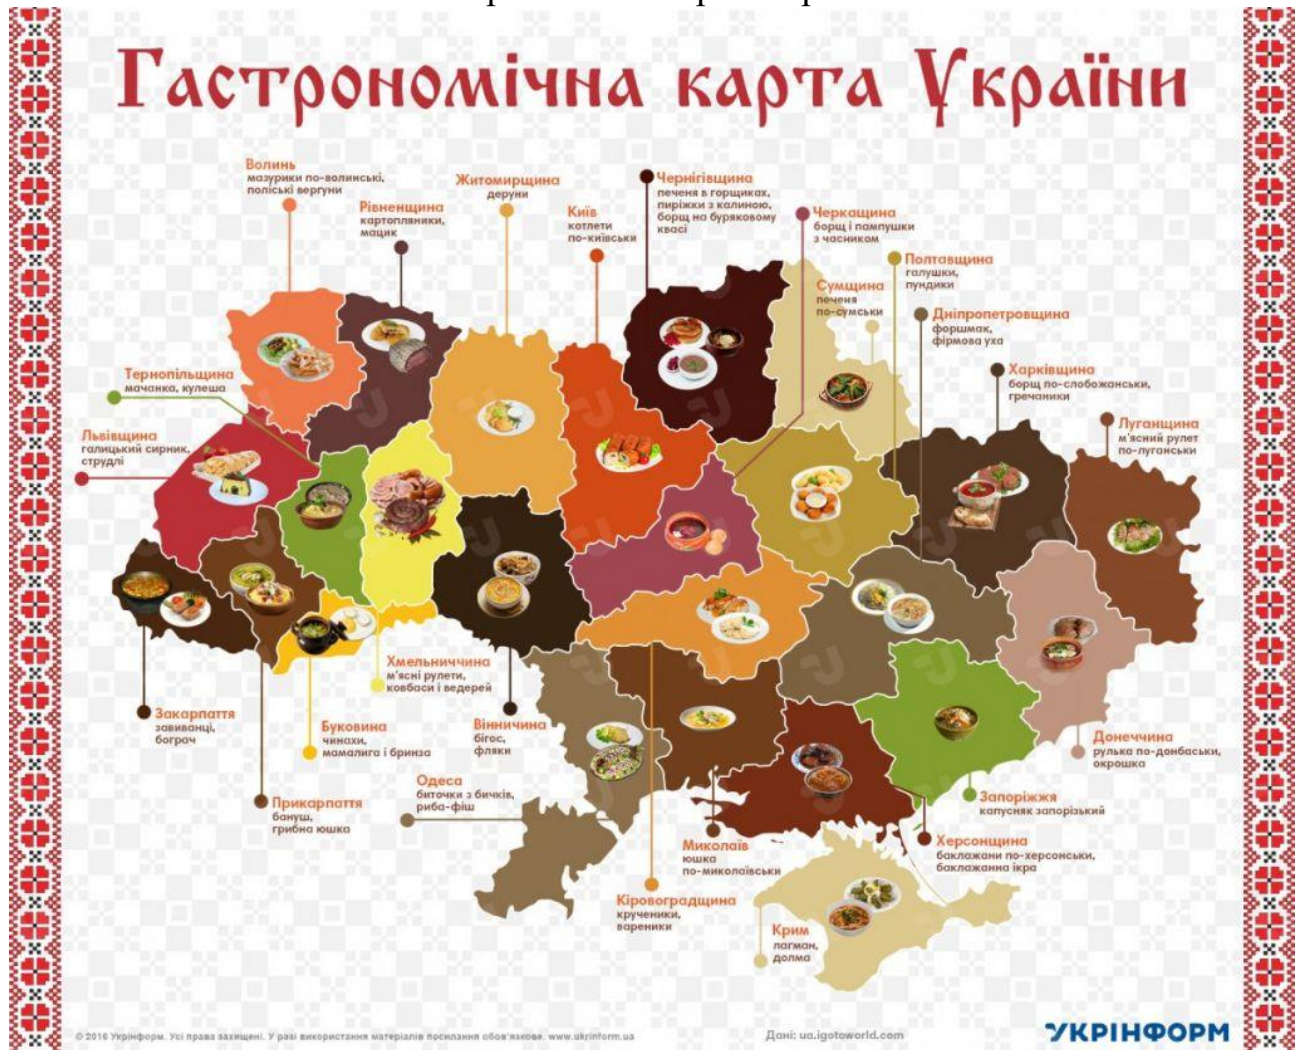 Гастрономічна карта України
Волинь
мазурики по-волинські,
поліські вергуни
Рівненщина
картопляники,
мацик
Житомирщина
деруни
Київ
котлети
по-київськи
Чернігівщина
печеня в горщиках,
пиріжки з калиною,
борщ на буряковому
квасі
Черкащина
борщ і пампушки
з часником
Полтавщина
галушки,
пундики
Сумщина
печеня
по-сумськи
Дніпропетровщина
форшмак,
фірмова уха
Харківщина
борщ по-слобожанськи,
гречаники
Луганщина
м'ясний рулет
по-луганськи
Тернопільщина
мачанка, кулеша
Львівщина
галицький сирник,
струдлі
Закарпаття
завиванці,
бограч
Прикарпаття
бануш,
грибна юшка
Буковина
чинахи,
мамалига і бринза
Хмельниччина
м'ясні рулети,
ковбаси і ведерей
Вінничина
бігос,
фляки
Одеса
биточки з бичків,
риба-фіш
Миколаїв
юшка
по-миколаївськи
Кіровоградщина
крученики,
вареники
Крим
лагман,
долма
Херсонщина
баклажани по-херсонськи,
баклажанна ікра
Запоріжжя
капусняк запорізький
Донеччина
рулька по-донбаськи,
окрошка
© 2016 Укрінформ. Усі права захищені. У разі використання матеріалів посилання обов'язкове. www.ukrinform.ua
Дані: ua.igotoworld.com
УКРІНФОРМ